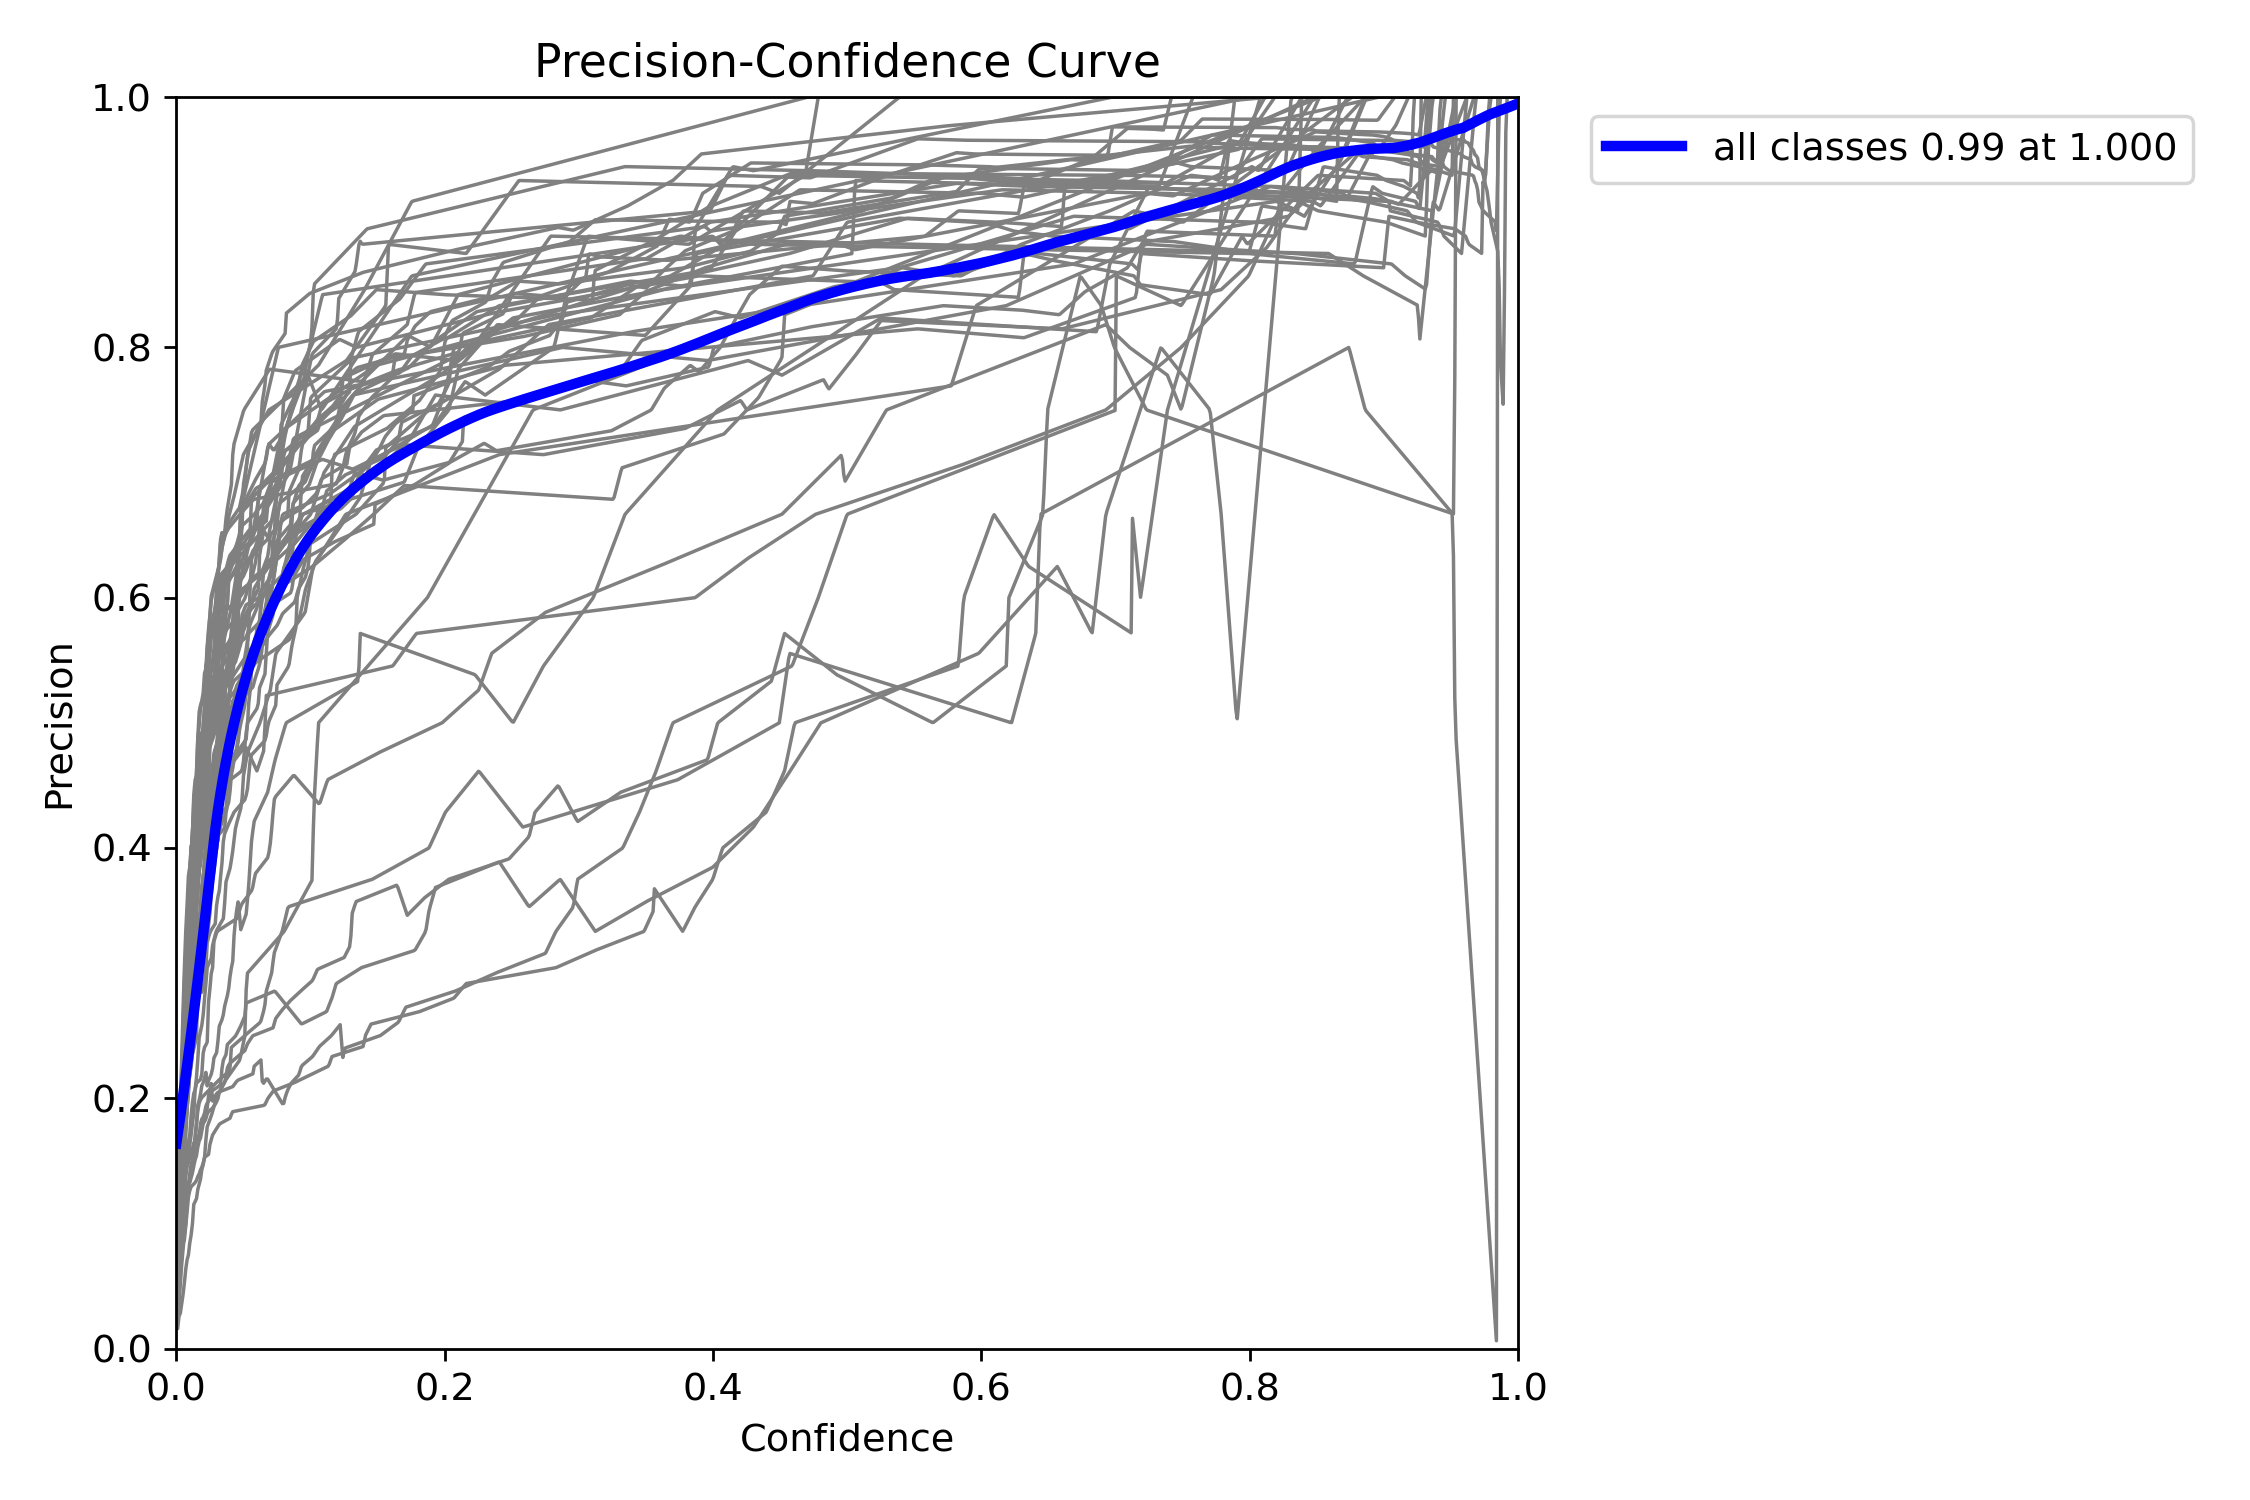 Precision-Confidence Curve
all classes 0.99 at 1.000
1.0
0.8
0.6
0.4
0.2
0.0
Precision
0.0 0.2 0.4 0.6 0.8 1.0
Confidence